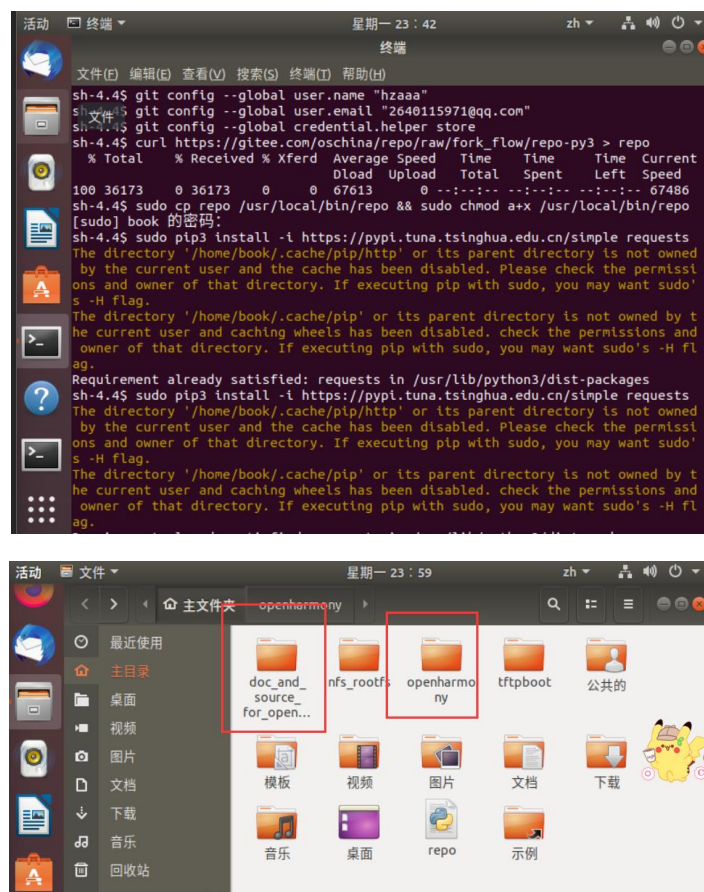 活动 终端 星期一 23：42 zh
终端
文件(F) 编辑(E) 查看(V) 搜索(S) 终端(T) 帮助(H)
sh-4.4$ git config --global user.name "hzaaa"
sh-4.4$ git config --global user.email "2640115971@qq.com"
文件
sh-4.4$ git config --global credential.helper store
sh-4.4$ curl https://gitee.com/oschina/repo/raw/fork_flow/repo-py3 > repo
% Total % Received % Xferd Average Speed Time Time Time Current
Dload Upload Total Spent Left Speed
100 36173 0 36173 0 0 67613 0 --:--:-- --:--:-- --:--:-- 67486
sh-4.4$ sudo cp repo /usr/local/bin/repo && sudo chmod a+x /usr/local/bin/repo
[sudo] book 的密码：
sh-4.4$ sudo pip3 install -i https://pypi.tuna.tsinghua.edu.cn/simple requests
The directory '/home/book/.cache/pip/http' or its parent directory is not owned
by the current user and the cache has been disabled. Please check the permissi
ons and owner of that directory. If executing pip with sudo, you may want sudo'
s -H flag.
The directory '/home/book/.cache/pip' or its parent directory is not owned by t
he current user and caching wheels has been disabled. check the permissions and
owner of that directory. If executing pip with sudo, you may want sudo's -H fl
ag.
Requirement already satisfied: requests in /usr/lib/python3/dist-packages
sh-4.4$ sudo pip3 install -i https://pypi.tuna.tsinghua.edu.cn/simple requests
The directory '/home/book/.cache/pip/http' or its parent directory is not owned
by the current user and the cache has been disabled. Please check the permissi
ons and owner of that directory. If executing pip with sudo, you may want sudo'
s -H flag.
The directory '/home/book/.cache/pip' or its parent directory is not owned by t
he current user and caching wheels has been disabled. check the permissions and
owner of that directory. If executing pip with sudo, you may want sudo's -H fl
ag.
活动 文件 星期一 23：59 zh
主文件夹 openharmony
最近使用
主目录
桌面
视频
图片
文档
下载
音乐
回收站
doc_and_
source_
for_open...
nfs_rootfs
openharmo
ny
tftpboot
公共的
模板
视频
图片
文档
下载
音乐
桌面
repo
示例